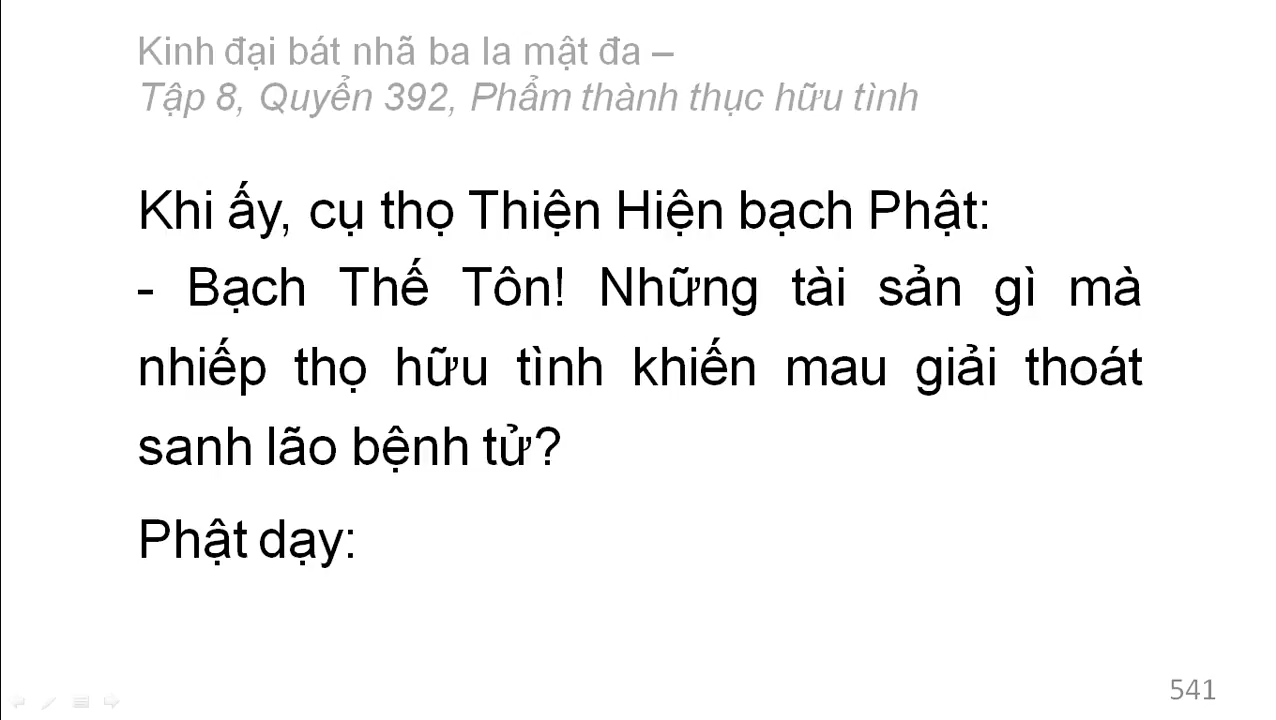 Kinh đại bát nhã ba la mật đa –
Tập 8, Quyển 392, Phẩm thành thục hữu tình
Khi ấy, cụ thọ Thiện Hiện bạch Phật:
- Bạch Thế Tôn! Những tài sản gì mà
nhiếp thọ hữu tình khiến mau giải thoát
sanh lão bệnh tử?
Phật dạy:
541